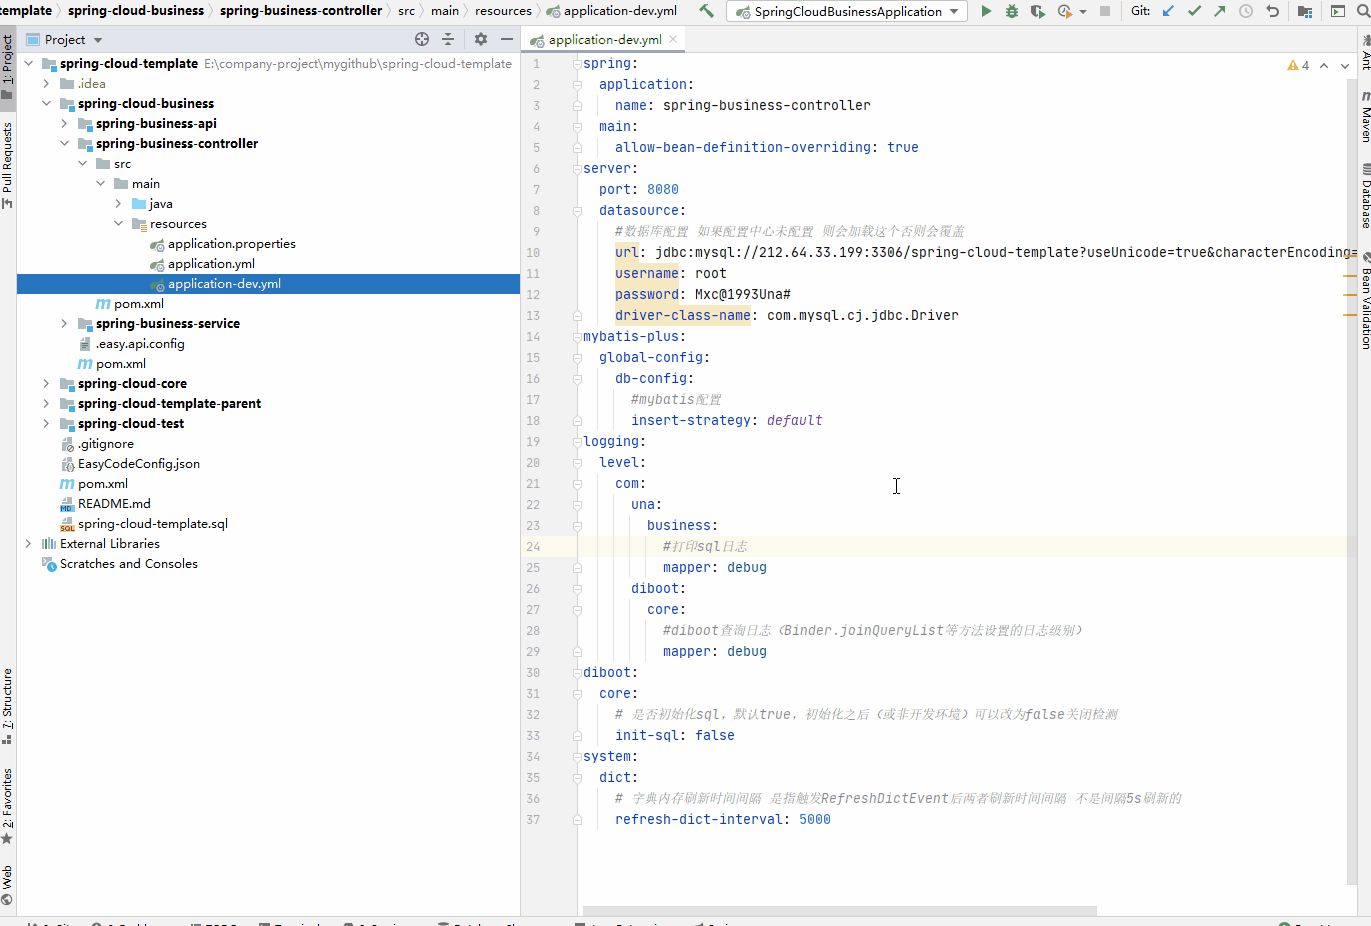 template › spring-cloud-business › spring-business-controller › src › main › resources › application-dev.yml
SpringCloudBusinessApplication
Git:
Project
application-dev.yml
1: Project
Pull Requests
7: Structure
2: Favorites
Web
spring-cloud-template E:\company-project\mygithub\spring-cloud-template
.idea
spring-cloud-business
spring-business-api
spring-business-controller
src
main
java
resources
application.properties
application.yml
application-dev.yml
pom.xml
spring-business-service
.easy.api.config
pom.xml
spring-cloud-core
spring-cloud-template-parent
spring-cloud-test
.gitignore
EasyCodeConfig.json
pom.xml
README.md
spring-cloud-template.sql
External Libraries
Scratches and Consoles
4
1 spring:
2 application:
3 name: spring-business-controller
4 main:
5 allow-bean-definition-overriding: true
6 server:
7 port: 8080
8 datasource:
9 #数据库配置 如果配置中心未配置 则会加载这个否则会覆盖
10 url: jdbc:mysql://212.64.33.199:3306/spring-cloud-template?useUnicode=true&characterEncoding=
11 username: root
12 password: Mxc@1993Una#
13 driver-class-name: com.mysql.cj.jdbc.Driver
14 mybatis-plus:
15 global-config:
16 db-config:
17 #mybatis配置
18 insert-strategy: default
19 logging:
20 level:
21 com:
22 una:
23 business:
24 #打印sql日志
25 mapper: debug
26 diboot:
27 core:
28 #diboot查询日志（Binder.joinQueryList等方法设置的日志级别）
29 mapper: debug
30 diboot:
31 core:
32 # 是否初始化sql，默认true，初始化之后（或非开发环境）可以改为false关闭检测
33 init-sql: false
34 system:
35 dict:
36 # 字典内存刷新时间间隔 是指触发RefreshDictEvent后两者刷新时间间隔 不是间隔5s刷新的
37 refresh-dict-interval: 5000
Ant
Maven
Database
Bean Validation